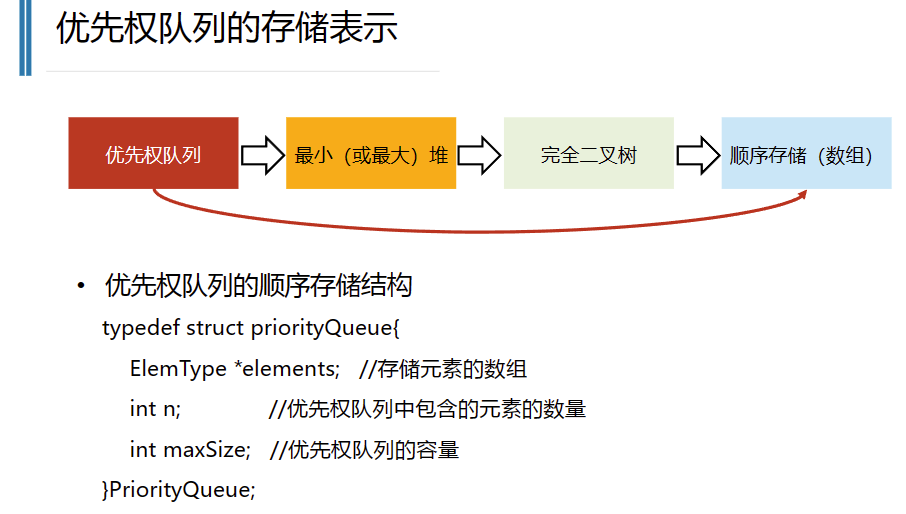 优先权队列的存储表示
优先权队列
最小（或最大）堆
完全二叉树
顺序存储（数组）
• 优先权队列的顺序存储结构
typedef struct priorityQueue{
ElemType *elements; //存储元素的数组
int n; //优先权队列中包含的元素的数量
int maxSize; //优先权队列的容量
}PriorityQueue;